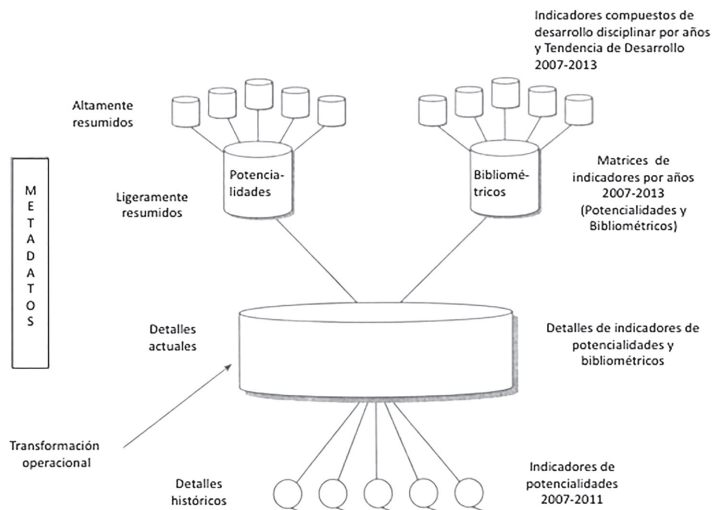 Indicadores compuestos de
desarrollo disciplinar por años
y Tendencia de Desarrollo
2007-2013
Altamente
resumidos
Potencia-
lidades
Bibliomé-
tricos
Ligeramente
resumidos
Matrices de
indicadores por años
2007-2013
(Potencialidades y
Bibliométricos)
METADATOS
Detalles
actuales
Detalles de indicadores de
potencialidades y
bibliométricos
Transformación
operacional
Detalles
históricos
Indicadores de
potencialidades
2007-2011